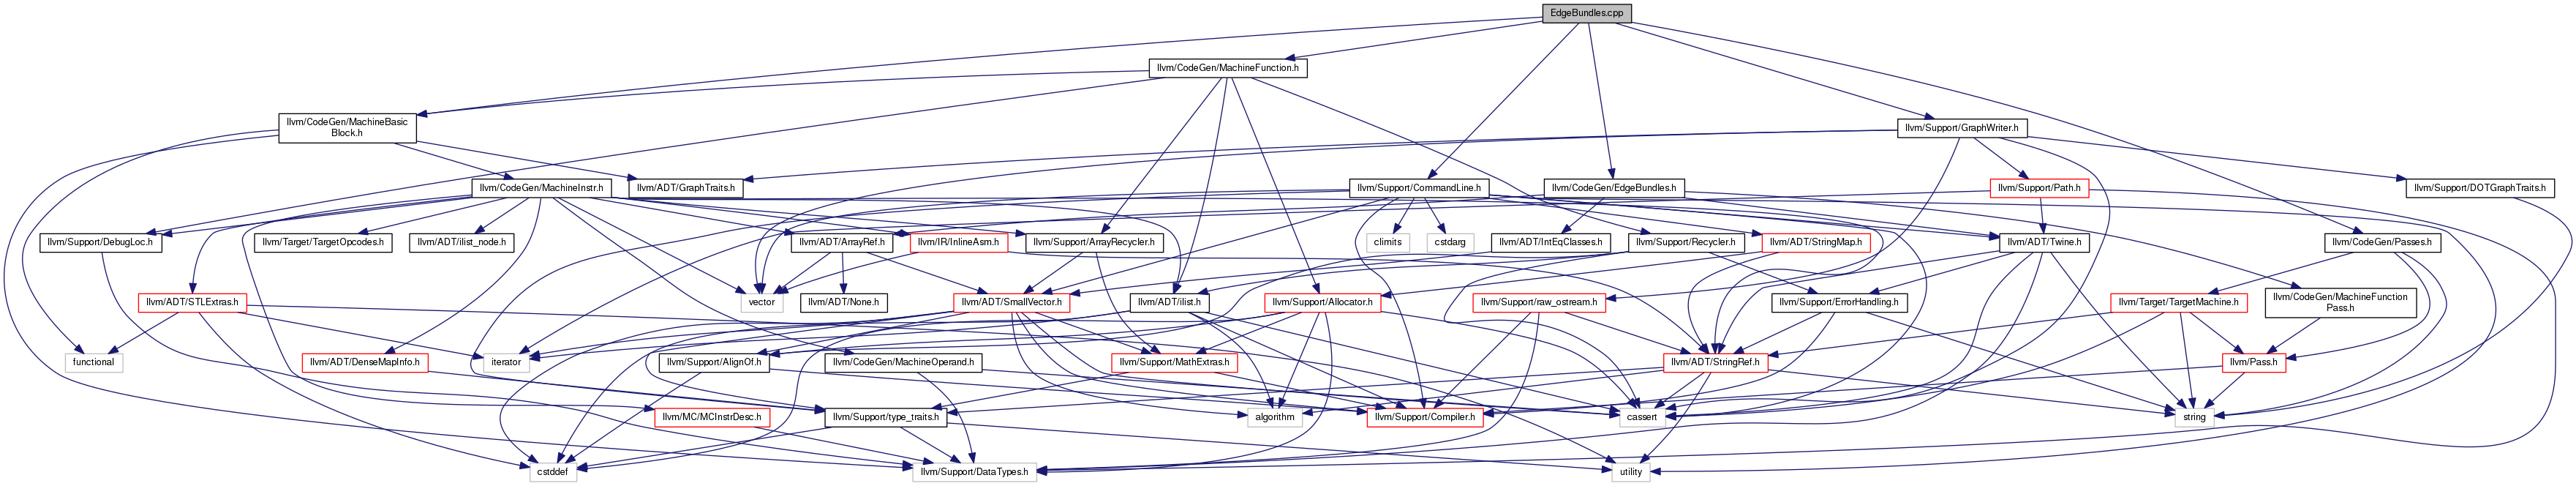 EdgeBundles.cpp
llvm/CodeGen/MachineFunction.h
llvm/CodeGen/MachineBasic
Block.h
llvm/Support/GraphWriter.h
llvm/CodeGen/MachineInstr.h
llvm/ADT/GraphTraits.h
llvm/Support/CommandLine.h
llvm/CodeGen/EdgeBundles.h
llvm/Support/Path.h
llvm/Support/DOTGraphTraits.h
llvm/Support/DebugLoc.h
llvm/Target/TargetOpcodes.h
llvm/ADT/ilist_node.h
llvm/ADT/ArrayRef.h
llvm/IR/InlineAsm.h
llvm/Support/ArrayRecycler.h
climits
cstdarg
llvm/ADT/IntEqClasses.h
llvm/Support/Recycler.h
llvm/ADT/StringMap.h
llvm/ADT/Twine.h
llvm/CodeGen/Passes.h
llvm/ADT/STLExtras.h
vector
llvm/ADT/None.h
llvm/ADT/SmallVector.h
llvm/ADT/ilist.h
llvm/Support/Allocator.h
llvm/Support/raw_ostream.h
llvm/Support/ErrorHandling.h
llvm/Target/TargetMachine.h
llvm/CodeGen/MachineFunction
Pass.h
functional
llvm/ADT/DenseMapInfo.h
iterator
llvm/Support/AlignOf.h
llvm/CodeGen/MachineOperand.h
llvm/Support/MathExtras.h
llvm/ADT/StringRef.h
llvm/Pass.h
llvm/MC/MCInstrDesc.h
llvm/Support/type_traits.h
algorithm
llvm/Support/Compiler.h
cassert
string
cstddef
llvm/Support/DataTypes.h
utility